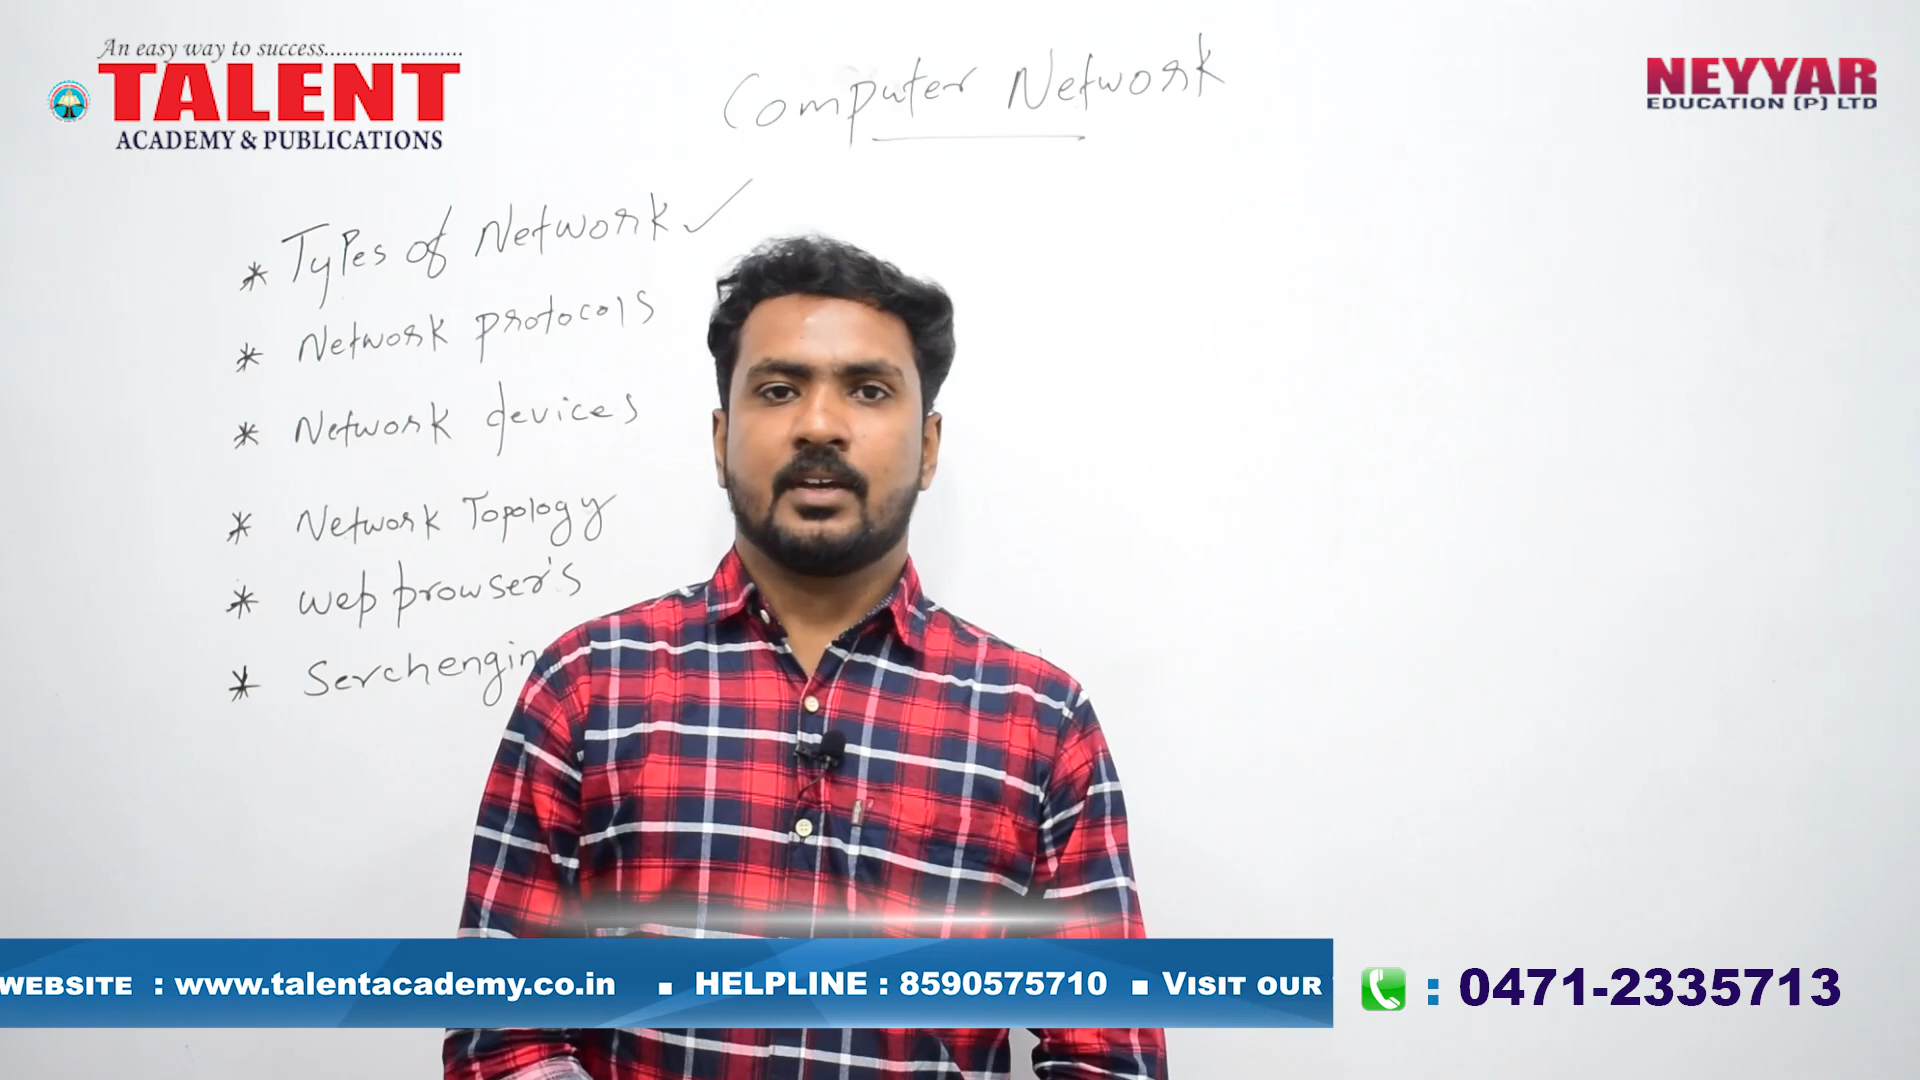 An easy way to success.......................
TALENT
ACADEMY & PUBLICATIONS
NEYYAR
EDUCATION (P) LTD
Computer Network
* Types of Network ✓
* Network protocols
* Network devices
* Network Topology
* web browser's
* Serchengin
WEBSITE : www.talentacademy.co.in ■ HELPLINE : 8590575710 ■ VISIT OUR
: 0471-2335713